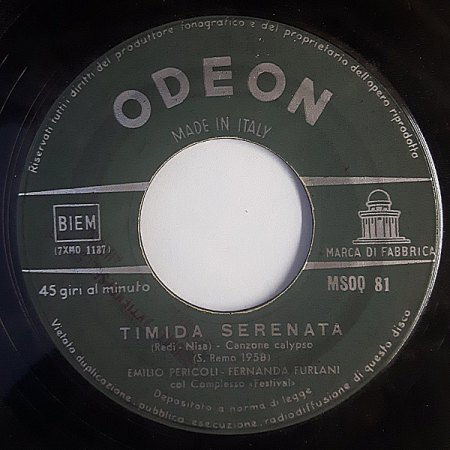 Riservati tutti i diritti del produttore fonografico e del proprietario dell'opera riprodotta
ODEON
MADE IN ITALY
BIEM
(7XMO 1187)
MARCA DI FABBRICA
45 giri al minuto
MSOQ 81
TIMIDA SERENATA
(Redi - Nisa) - Canzone calypso
(S. Remo 1958)
EMILIO PERICOLI - FERNANDA FURLANI
col Complesso «Festival»
Depositato a norma di legge
Vietata duplicazione, pubblica esecuzione, radiodiffusione di questo disco